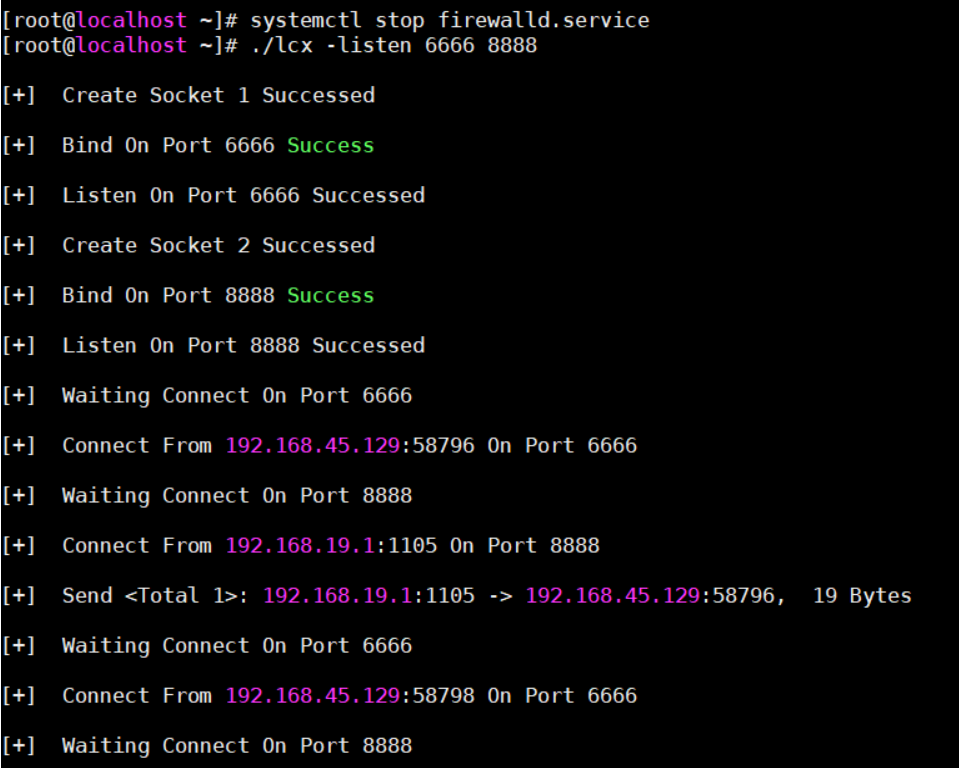 [root@localhost ~]# systemctl stop firewalld.service
[root@localhost ~]# ./lcx -listen 6666 8888
[+]  Create Socket 1 Successed
[+]  Bind On Port 6666 Success
[+]  Listen On Port 6666 Successed
[+]  Create Socket 2 Successed
[+]  Bind On Port 8888 Success
[+]  Listen On Port 8888 Successed
[+]  Waiting Connect On Port 6666
[+]  Connect From 192.168.45.129:58796 On Port 6666
[+]  Waiting Connect On Port 8888
[+]  Connect From 192.168.19.1:1105 On Port 8888
[+]  Send <Total 1>: 192.168.19.1:1105 -> 192.168.45.129:58796,  19 Bytes
[+]  Waiting Connect On Port 6666
[+]  Connect From 192.168.45.129:58798 On Port 6666
[+]  Waiting Connect On Port 8888